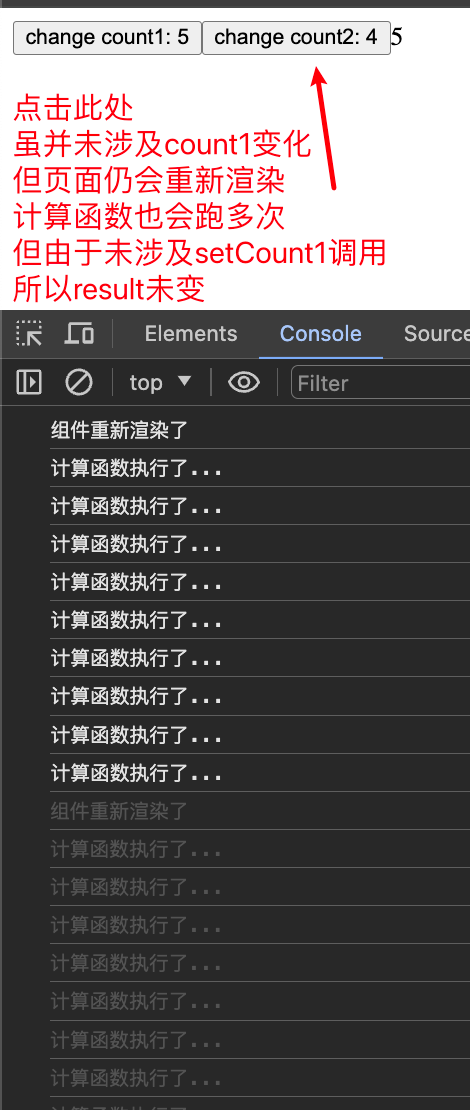 change count1: 5 change count2: 4 5
点击此处
虽并未涉及count1变化
但页面仍会重新渲染
计算函数也会跑多次
但由于未涉及setCount1调用
所以result未变
Elements Console Source
top Filter
组件重新渲染了
计算函数执行了...
计算函数执行了...
计算函数执行了...
计算函数执行了...
计算函数执行了...
计算函数执行了...
计算函数执行了...
计算函数执行了...
计算函数执行了...
组件重新渲染了
计算函数执行了...
计算函数执行了...
计算函数执行了...
计算函数执行了...
计算函数执行了...
计算函数执行了...
计算函数执行了...